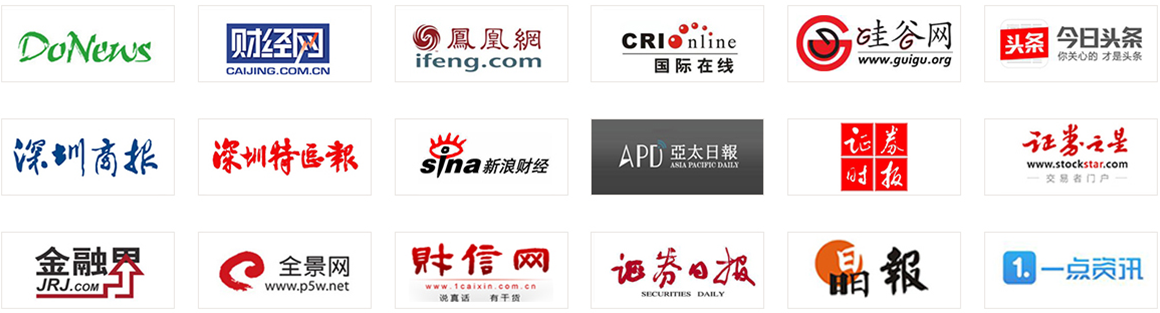 DoNews
财经网
CAIJING.COM.CN
鳳凰網
ifeng.com
CRIOnline
国际在线
硅谷网
www.guigu.org
头条 今日头条
你关心的 才是头条
深圳商报
深圳特区報
sina 新浪财经
APD 亞太日報
ASIA PACIFIC DAILY
证券
时报
证券之星
www.stockstar.com
交易者门户
金融界
JRJ.COM
全景网
www.p5w.net
财信网
www.1caixin.com.cn
说真话 有干货
证券日报
SECURITIES DAILY
晶報
1. 一点资讯